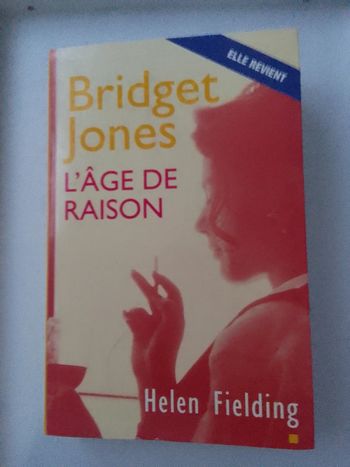 ELLE REVIENT
Bridget
Jones
L'ÂGE DE
RAISON
Helen Fielding